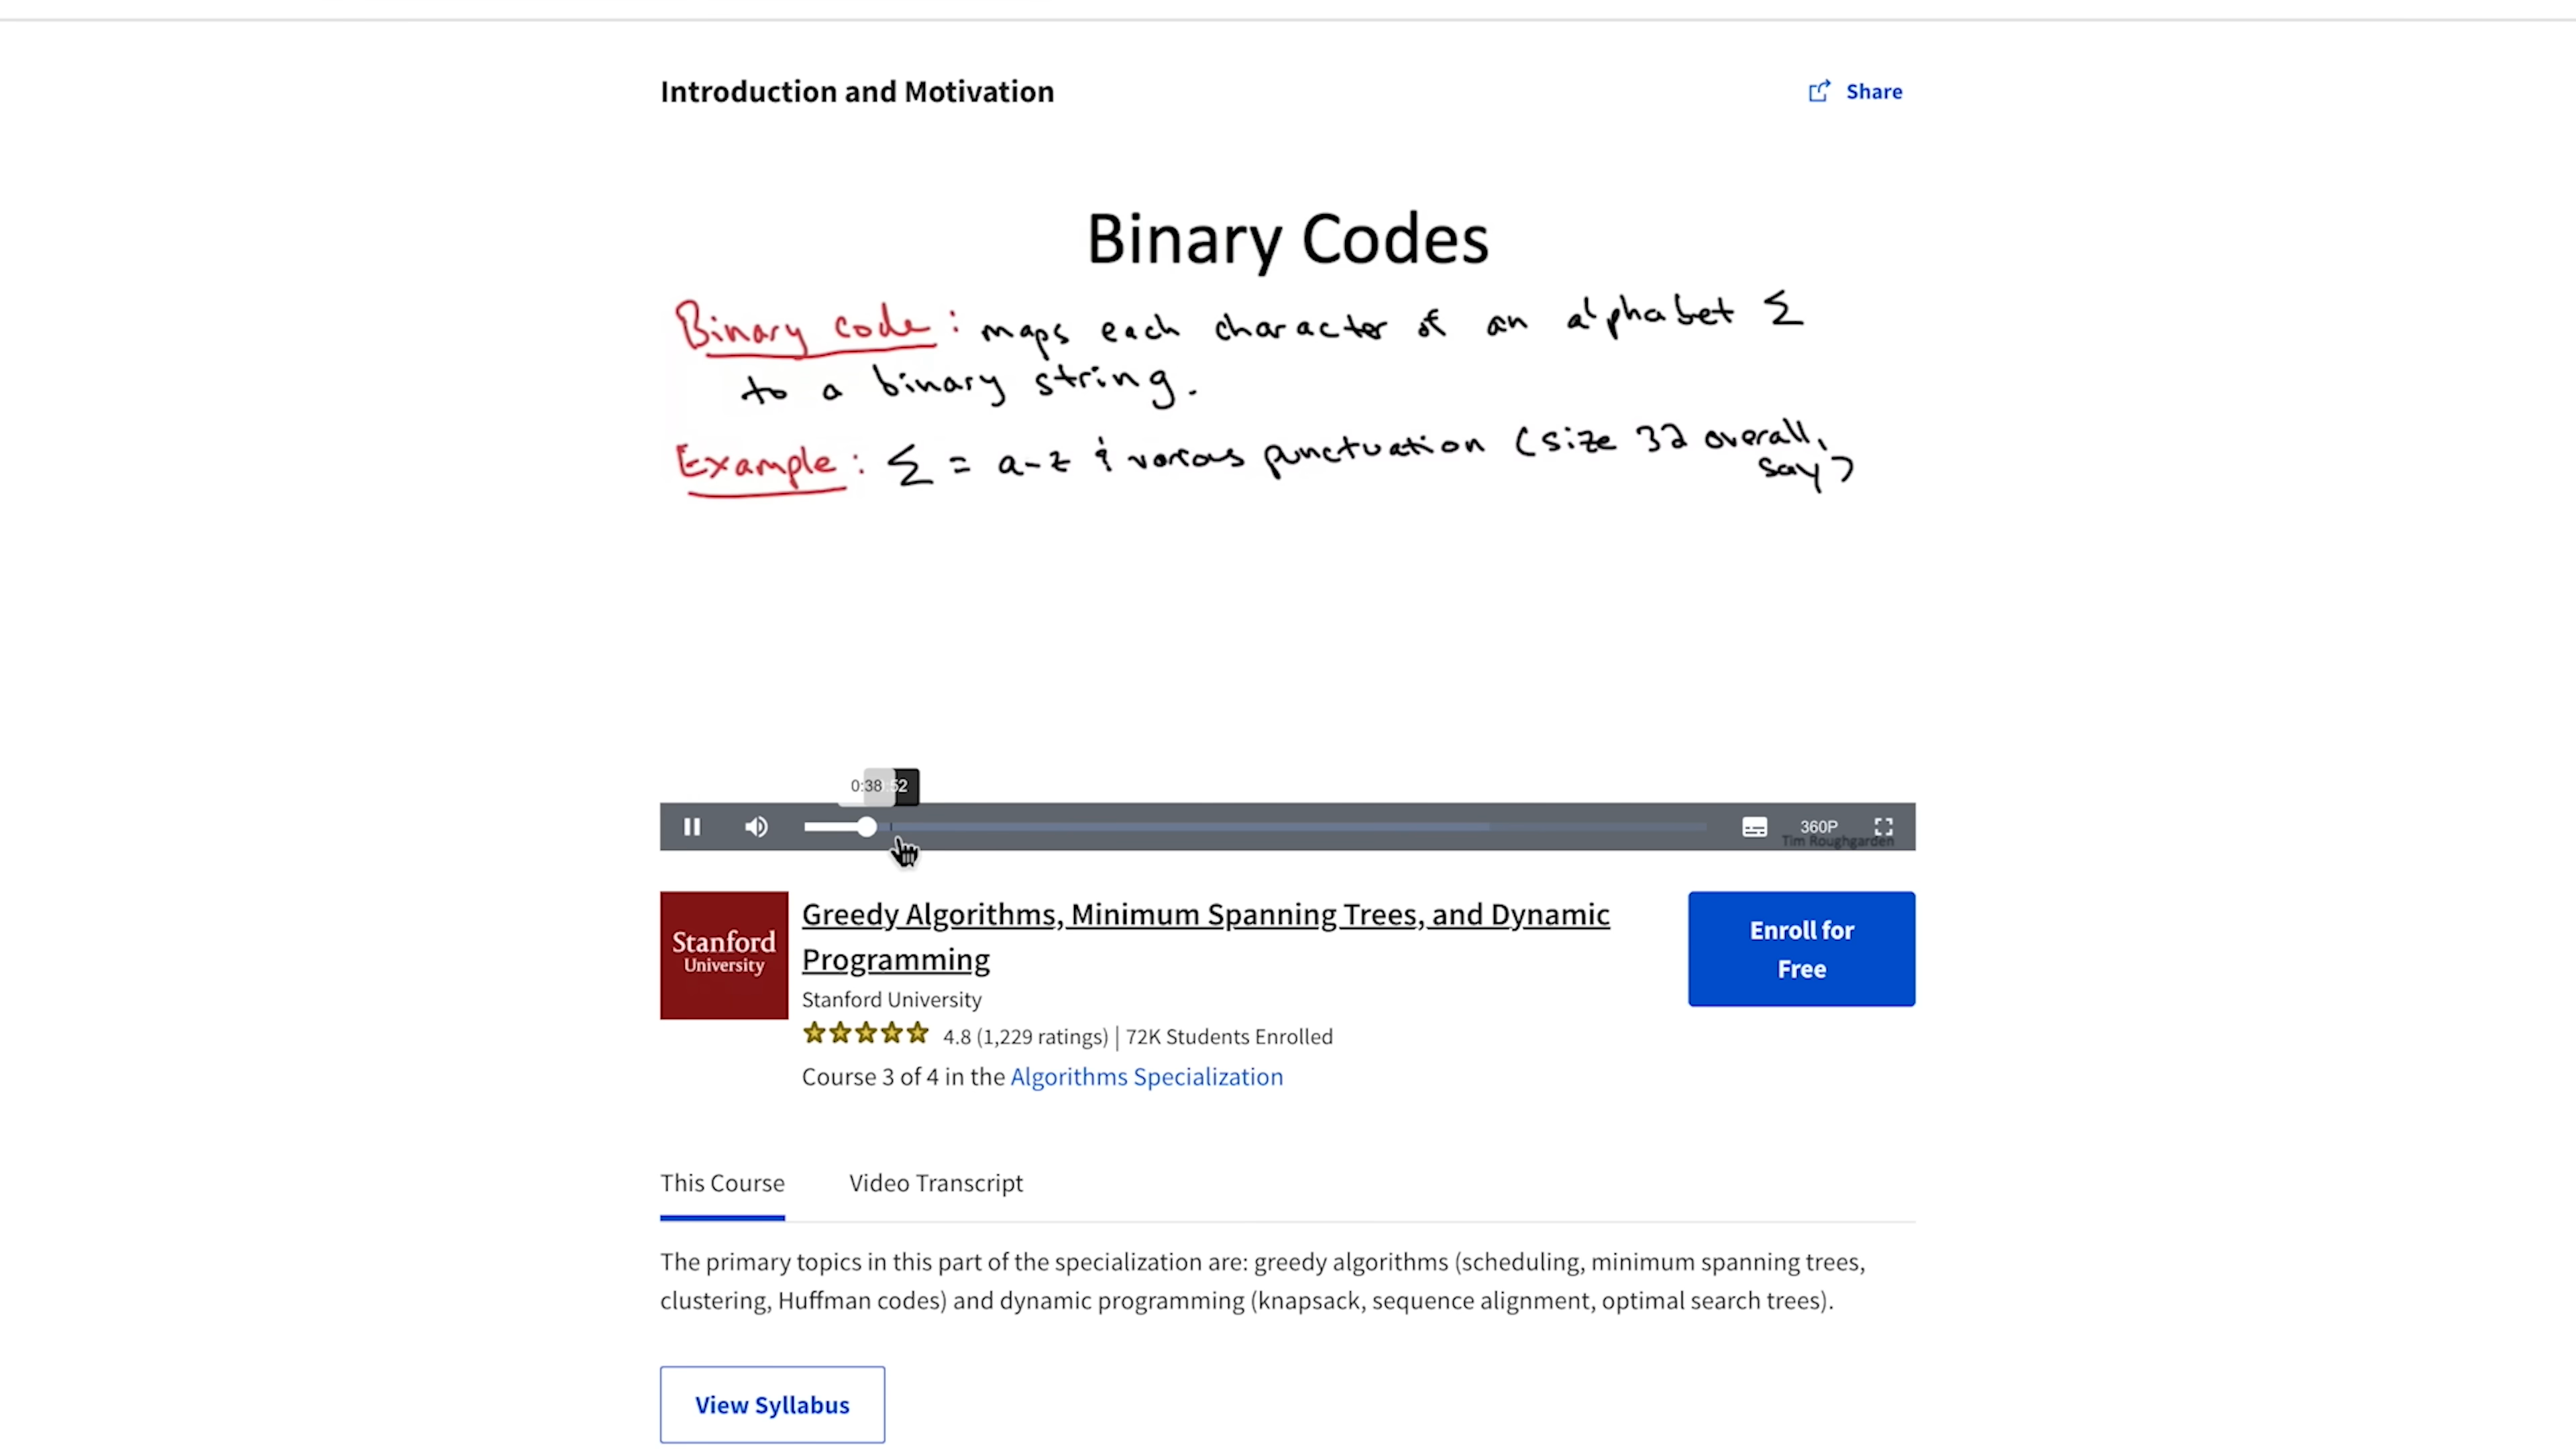 Introduction and Motivation
Share
Binary Codes
Binary code: maps each character of an alphabet Σ
to a binary string.
Example: Σ = a-z & various punctuation (size 32 overall,
say)
0:38 :52
360P
Tim Roughgarden
Stanford
University
Greedy Algorithms, Minimum Spanning Trees, and Dynamic
Programming
Stanford University
4.8 (1,229 ratings) | 72K Students Enrolled
Course 3 of 4 in the Algorithms Specialization
Enroll for
Free
This Course Video Transcript
The primary topics in this part of the specialization are: greedy algorithms (scheduling, minimum spanning trees,
clustering, Huffman codes) and dynamic programming (knapsack, sequence alignment, optimal search trees).
View Syllabus